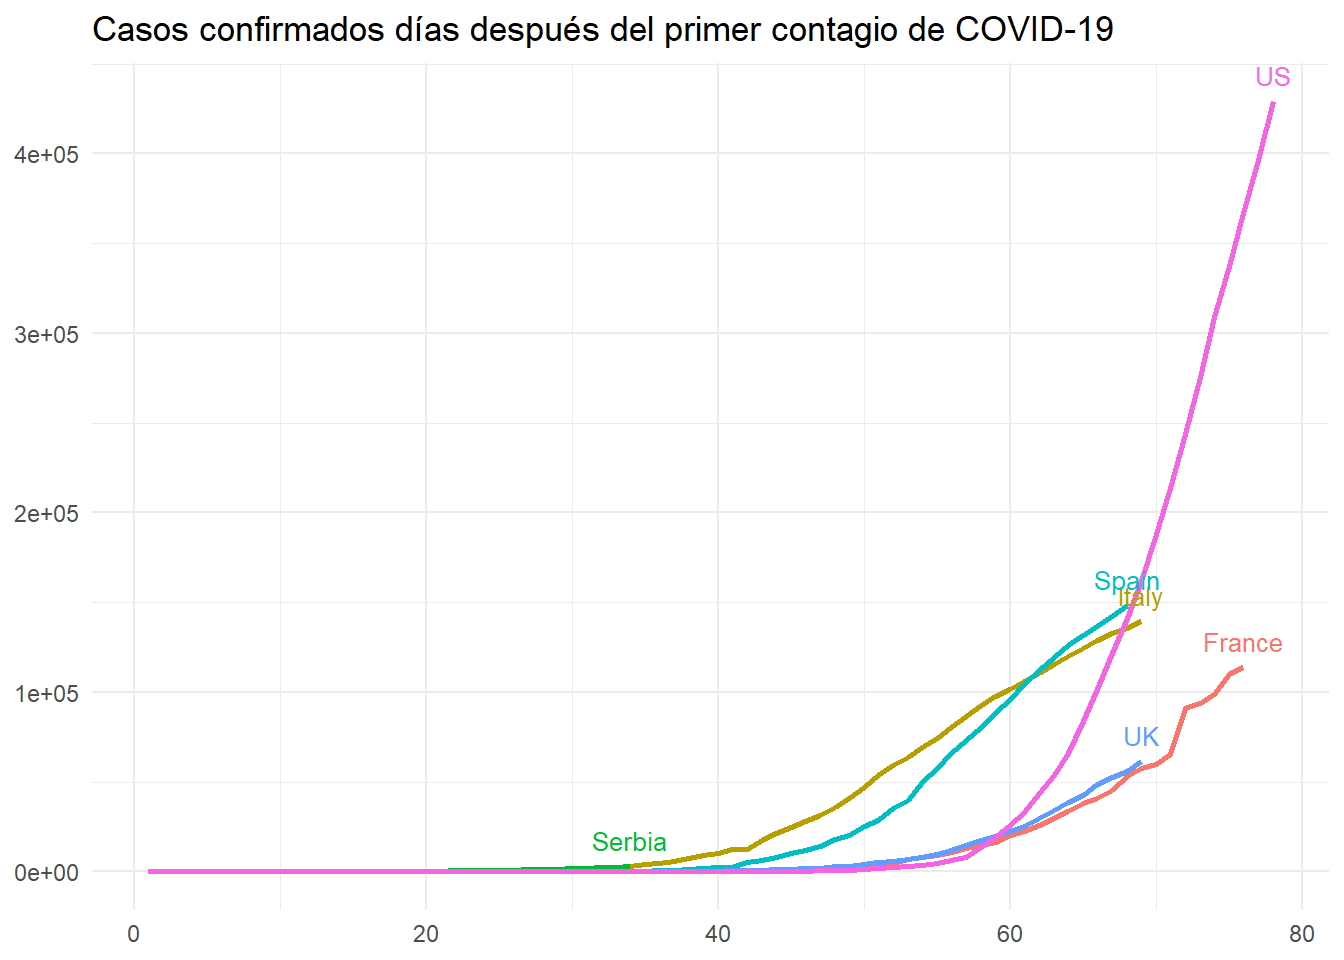 Casos confirmados días después del primer contagio de COVID-19
US
4e+05
3e+05
2e+05
Spain
Italy
France
1e+05
UK
Serbia
0e+00
0 20 40 60 80